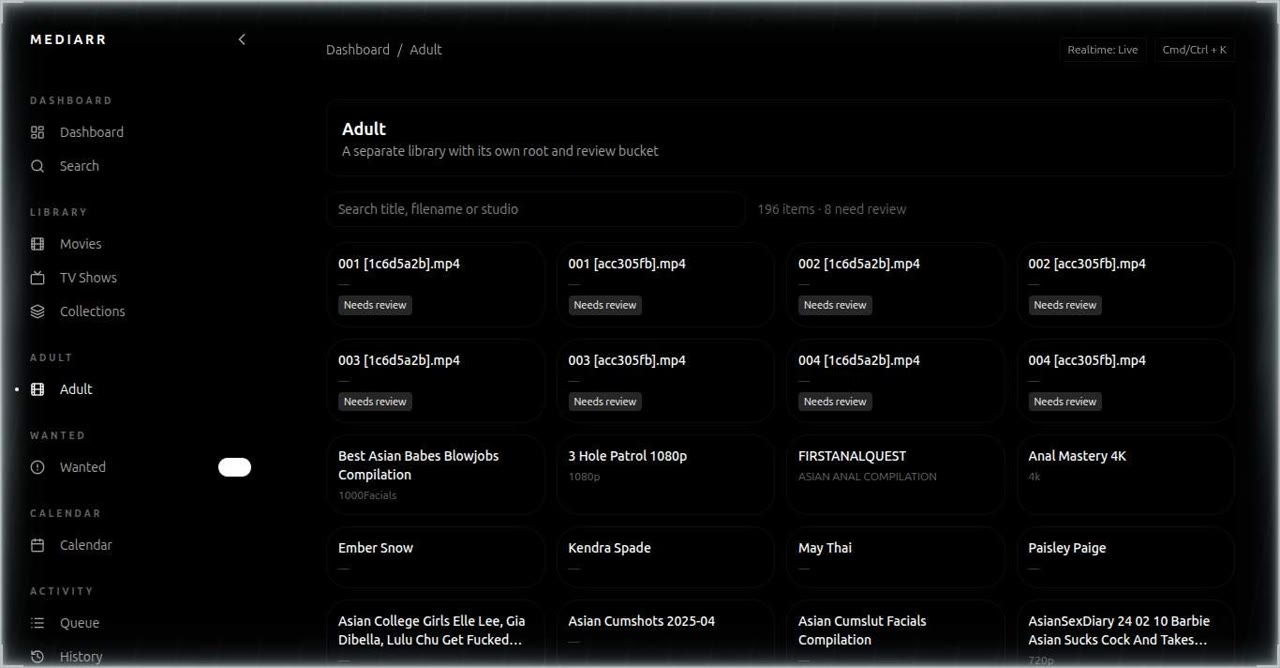 MEDIARR
DASHBOARD
Dashboard
Search
LIBRARY
Movies
TV Shows
Collections
ADULT
Adult
WANTED
Wanted
CALENDAR
Calendar
ACTIVITY
Queue
History
Dashboard / Adult
Realtime: Live
Cmd/Ctrl + K
Adult
A separate library with its own root and review bucket
Search title, filename or studio
196 items · 8 need review
001 [1c6d5a2b].mp4
—
Needs review
001 [acc305fb].mp4
—
Needs review
002 [1c6d5a2b].mp4
—
Needs review
002 [acc305fb].mp4
—
Needs review
003 [1c6d5a2b].mp4
—
Needs review
003 [acc305fb].mp4
—
Needs review
004 [1c6d5a2b].mp4
—
Needs review
004 [acc305fb].mp4
—
Needs review
Best Asian Babes Blowjobs
Compilation
1000Facials
3 Hole Patrol 1080p
1080p
FIRSTANALQUEST
ASIAN ANAL COMPILATION
Anal Mastery 4K
4k
Ember Snow
—
Kendra Spade
—
May Thai
—
Paisley Paige
—
Asian College Girls Elle Lee, Gia
Dibella, Lulu Chu Get Fucked...
—
Asian Cumshots 2025-04
—
Asian Cumslut Facials
Compilation
—
AsianSexDiary 24 02 10 Barbie
Asian Sucks Cock And Takes...
720p